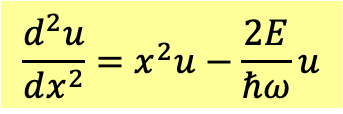 d²u/dx² = x²u − 2E/ħω u